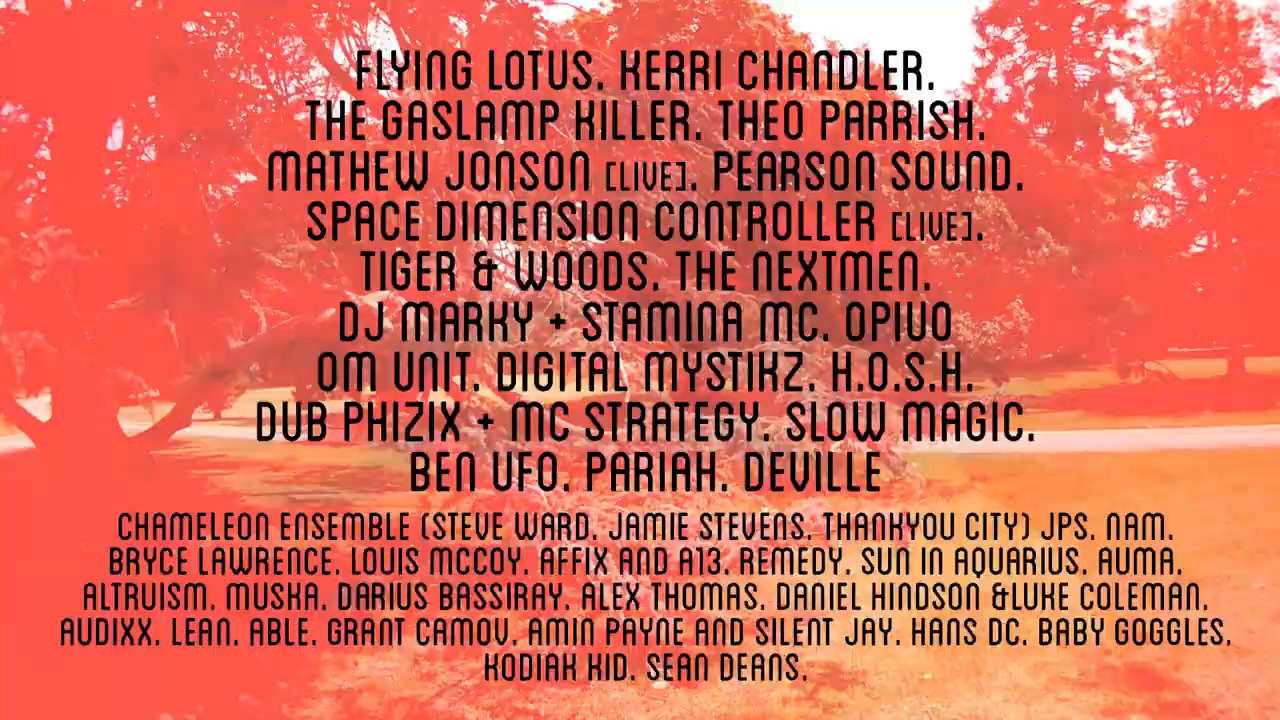 FLYING LOTUS. KERRI CHANDLER.
THE GASLAMP KILLER. THEO PARRISH.
MATHEW JONSON [LIVE]. PEARSON SOUND.
SPACE DIMENSION CONTROLLER [LIVE].
TIGER & WOODS. THE NEXTMEN.
DJ MARKY + STAMINA MC. OPIUO
OM UNIT. DIGITAL MYSTIKZ. H.O.S.H.
DUB PHIZIX + MC STRATEGY. SLOW MAGIC.
BEN UFO. PARIAH. DEVILLE
CHAMELEON ENSEMBLE (STEVE WARD. JAMIE STEVENS. THANKYOU CITY) JPS. NAM.
BRYCE LAWRENCE. LOUIS MCCOY. AFFIX AND A13. REMEDY. SUN IN AQUARIUS. AUMA.
ALTRUISM. MUSKA. DARIUS BASSIRAY. ALEX THOMAS. DANIEL HINDSON &LUKE COLEMAN.
AUDIXX. LEAN. ABLE. GRANT CAMOV. AMIN PAYNE AND SILENT JAY. HANS DC. BABY GOGGLES.
KODIAK KID. SEAN DEANS.